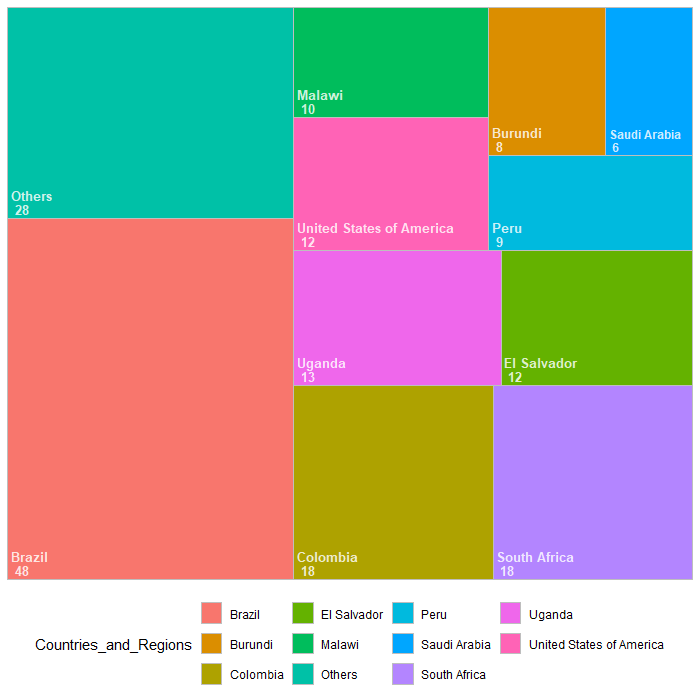 Malawi
10
Burundi
8
Saudi Arabia
6
Others
28
United States of America
12
Peru
9
Uganda
13
El Salvador
12
Brazil
48
Colombia
18
South Africa
18
Countries_and_Regions
Brazil
Burundi
Colombia
El Salvador
Malawi
Others
Peru
Saudi Arabia
South Africa
Uganda
United States of America